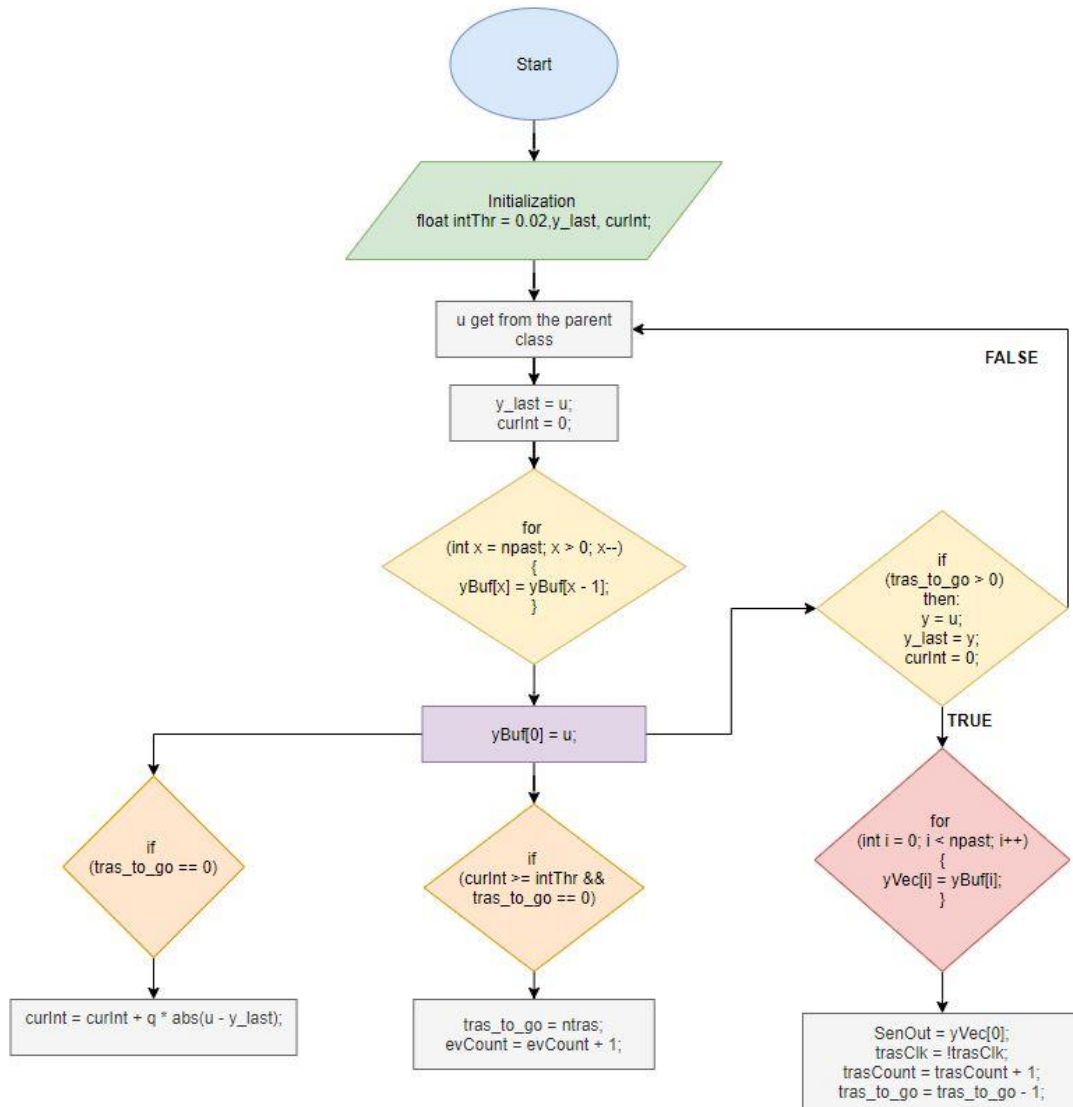 Start
Initialization
float intThr = 0.02,y_last, curInt;
u get from the parent
class
FALSE
y_last = u;
curInt = 0;
for
(int x = npast; x > 0; x--)
{
yBuf[x] = yBuf[x - 1];
}
if
(tras_to_go > 0)
then:
y = u;
y_last = y;
curInt = 0;
TRUE
yBuf[0] = u;
if
(tras_to_go == 0)
if
(curInt >= intThr &&
tras_to_go == 0)
for
(int i = 0; i < npast; i++)
{
yVec[i] = yBuf[i];
}
curInt = curInt + q * abs(u - y_last);
tras_to_go = ntras;
evCount = evCount + 1;
SenOut = yVec[0];
trasClk = !trasClk;
trasCount = trasCount + 1;
tras_to_go = tras_to_go - 1;